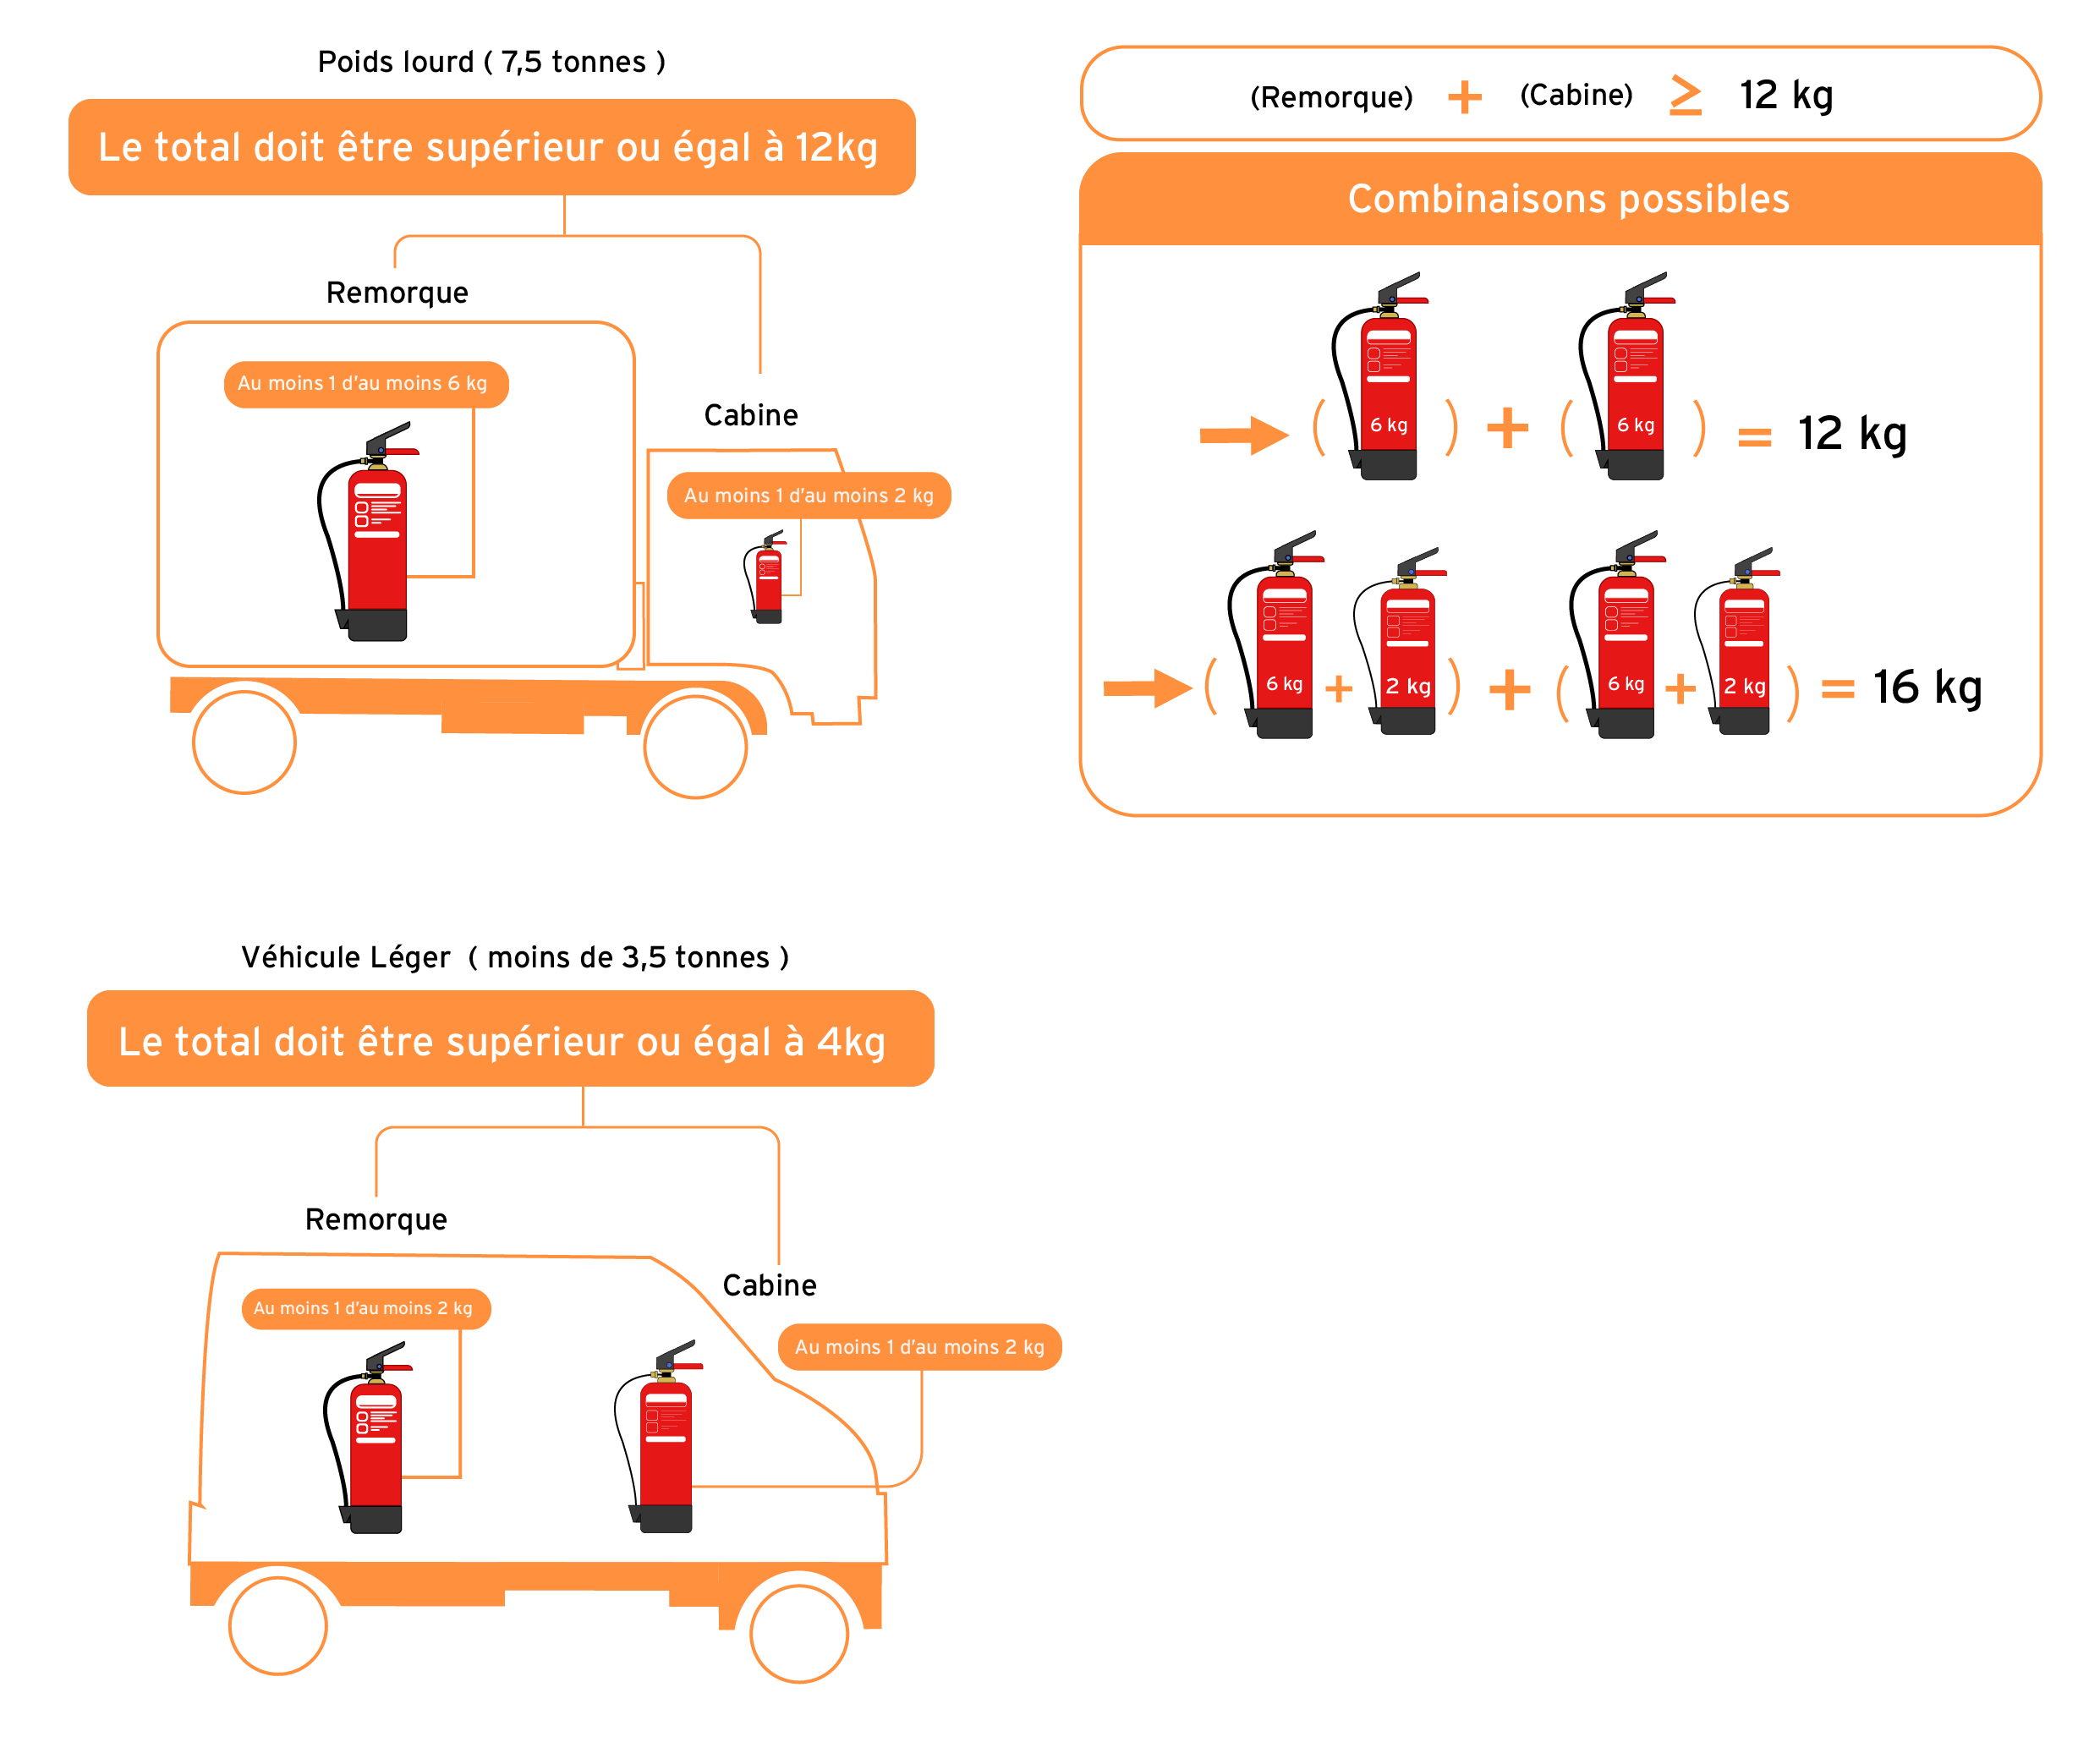 Poids lourd ( 7,5 tonnes )
Le total doit être supérieur ou égal à 12kg
Remorque
Au moins 1 d'au moins 6 kg
Cabine
Au moins 1 d'au moins 2 kg
(Remorque) + (Cabine) ≥ 12 kg
Combinaisons possibles
( 6 kg ) + ( 6 kg ) = 12 kg
( 6 kg + 2 kg ) + ( 6 kg + 2 kg ) = 16 kg
Véhicule Léger ( moins de 3,5 tonnes )
Le total doit être supérieur ou égal à 4kg
Remorque
Au moins 1 d'au moins 2 kg
Cabine
Au moins 1 d'au moins 2 kg